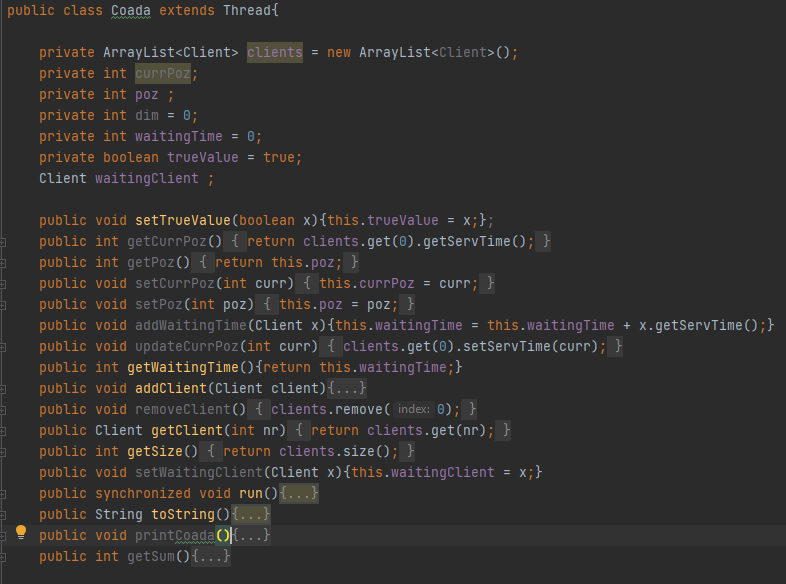 public class Coada extends Thread{
private ArrayList<Client> clients = new ArrayList<Client>();
private int currPoz;
private int poz ;
private int dim = 0;
private int waitingTime = 0;
private boolean trueValue = true;
Client waitingClient ;
public void setTrueValue(boolean x){this.trueValue = x;};
public int getCurrPoz() { return clients.get(0).getServTime(); }
public int getPoz() { return this.poz; }
public void setCurrPoz(int curr) { this.currPoz = curr; }
public void setPoz(int poz) { this.poz = poz; }
public void addWaitingTime(Client x){this.waitingTime = this.waitingTime + x.getServTime();}
public void updateCurrPoz(int curr) { clients.get(0).setServTime(curr); }
public int getWaitingTime(){return this.waitingTime;}
public void addClient(Client client){...}
public void removeClient() { clients.remove( index: 0); }
public Client getClient(int nr) { return clients.get(nr); }
public int getSize() { return clients.size(); }
public void setWaitingClient(Client x){this.waitingClient = x;}
public synchronized void run(){...}
public String toString(){...}
public void printCoada(){...}
public int getSum(){...}